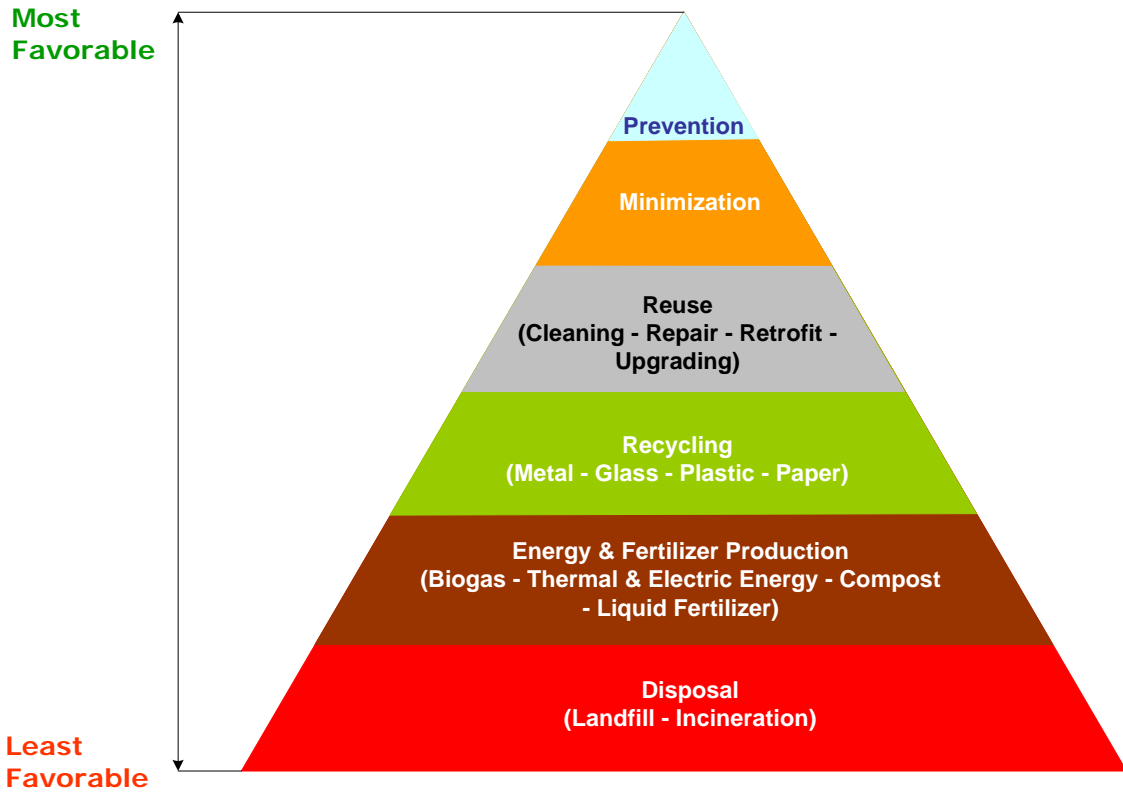 Most
Favorable
Prevention
Minimization
Reuse
(Cleaning - Repair - Retrofit -
Upgrading)
Recycling
(Metal - Glass - Plastic - Paper)
Energy & Fertilizer Production
(Biogas - Thermal & Electric Energy - Compost
- Liquid Fertilizer)
Disposal
(Landfill - Incineration)
Least
Favorable